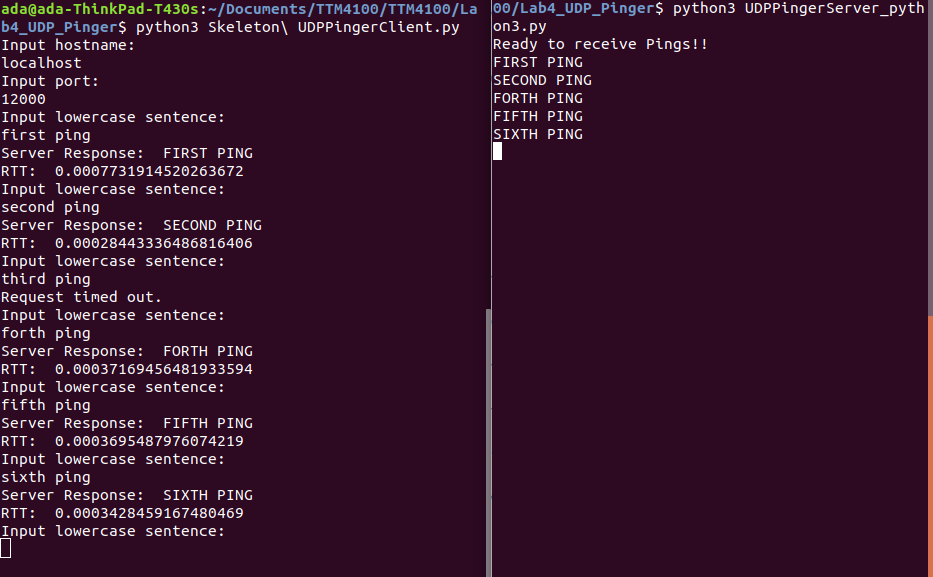 ada@ada-ThinkPad-T430s:~/Documents/TTM4100/TTM4100/La
b4_UDP_Pinger$ python3 Skeleton\ UDPPingerClient.py
Input hostname:
localhost
Input port:
12000
Input lowercase sentence:
first ping
Server Response:  FIRST PING
RTT:  0.0007731914520263672
Input lowercase sentence:
second ping
Server Response:  SECOND PING
RTT:  0.00028443336486816406
Input lowercase sentence:
third ping
Request timed out.
Input lowercase sentence:
forth ping
Server Response:  FORTH PING
RTT:  0.00037169456481933594
Input lowercase sentence:
fifth ping
Server Response:  FIFTH PING
RTT:  0.0003695487976074219
Input lowercase sentence:
sixth ping
Server Response:  SIXTH PING
RTT:  0.0003428459167480469
Input lowercase sentence:
00/Lab4_UDP_Pinger$ python3 UDPPingerServer_pyth
on3.py
Ready to receive Pings!!
FIRST PING
SECOND PING
FORTH PING
FIFTH PING
SIXTH PING